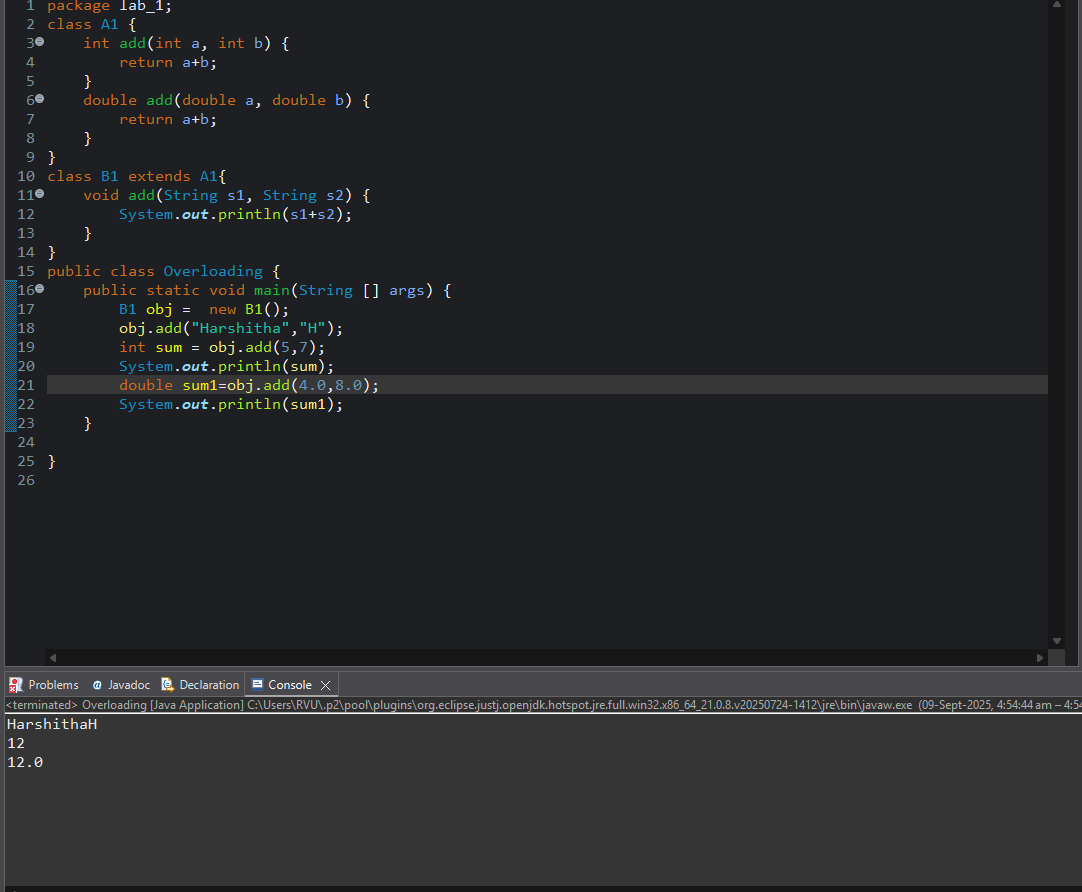 1 package lab_1;
2 class A1 {
3 int add(int a, int b) {
4 return a+b;
5 }
6 double add(double a, double b) {
7 return a+b;
8 }
9 }
10 class B1 extends A1{
11 void add(String s1, String s2) {
12 System.out.println(s1+s2);
13 }
14 }
15 public class Overloading {
16 public static void main(String [] args) {
17 B1 obj =  new B1();
18 obj.add("Harshitha","H");
19 int sum = obj.add(5,7);
20 System.out.println(sum);
21 double sum1=obj.add(4.0,8.0);
22 System.out.println(sum1);
23 }
24
25 }
26
Problems @ Javadoc Declaration Console
<terminated> Overloading [Java Application] C:\Users\RVU\.p2\pool\plugins\org.eclipse.justj.openjdk.hotspot.jre.full.win32.x86_64_21.0.8.v20250724-1412\jre\bin\javaw.exe (09-Sept-2025, 4:54:44 am – 4:54
HarshithaH
12
12.0